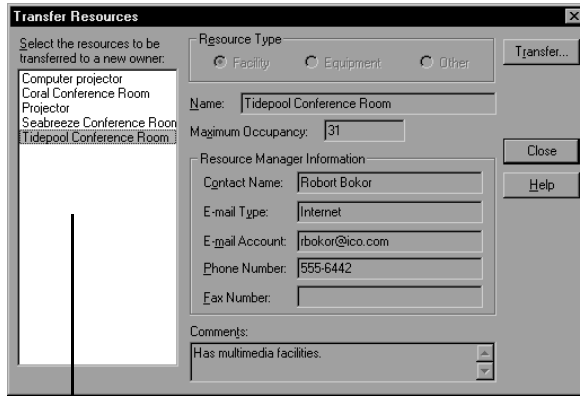 Transfer Resources
Select the resources to be
transferred to a new owner:
Computer projector
Coral Conference Room
Projector
Seabreeze Conference Roon
Tidepool Conference Room
Resource Type
Facility
Equipment
Other
Name: Tidepool Conference Room
Maximum Occupancy: 31
Resource Manager Information
Contact Name: Robort Bokor
E-mail Type: Internet
E-mail Account: rbokor@ico.com
Phone Number: 555-6442
Fax Number:
Comments:
Has multimedia facilities.
Transfer...
Close
Help